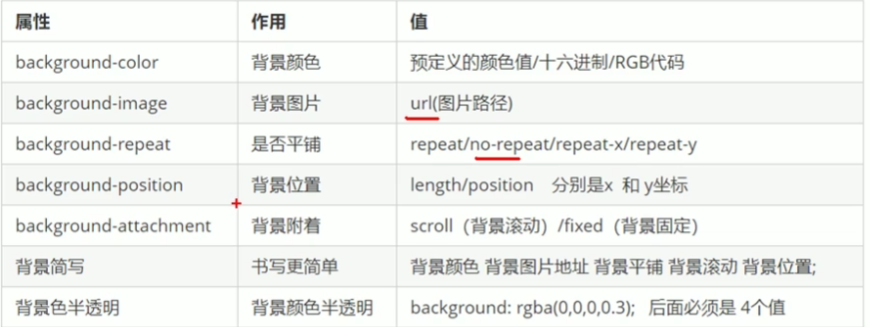 属性 作用 值
background-color 背景颜色 预定义的颜色值/十六进制/RGB代码
background-image 背景图片 url(图片路径)
background-repeat 是否平铺 repeat/no-repeat/repeat-x/repeat-y
background-position 背景位置 length/position 分别是x 和 y坐标
background-attachment 背景附着 scroll（背景滚动）/fixed（背景固定）
背景简写 书写更简单 背景颜色 背景图片地址 背景平铺 背景滚动 背景位置;
背景色半透明 背景颜色半透明 background: rgba(0,0,0,0.3); 后面必须是 4个值